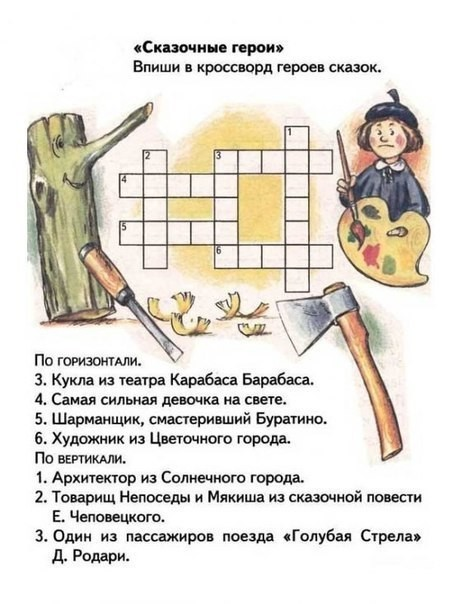 «Сказочные герои»
Впиши в кроссворд героев сказок.
1
2
3
4
5
6
По горизонтали.
3. Кукла из театра Карабаса Барабаса.
4. Самая сильная девочка на свете.
5. Шарманщик, смастеривший Буратино.
6. Художник из Цветочного города.
По вертикали.
1. Архитектор из Солнечного города.
2. Товарищ Непоседы и Мякиша из сказочной повести
Е. Чеповецкого.
3. Один из пассажиров поезда «Голубая Стрела»
Д. Родари.